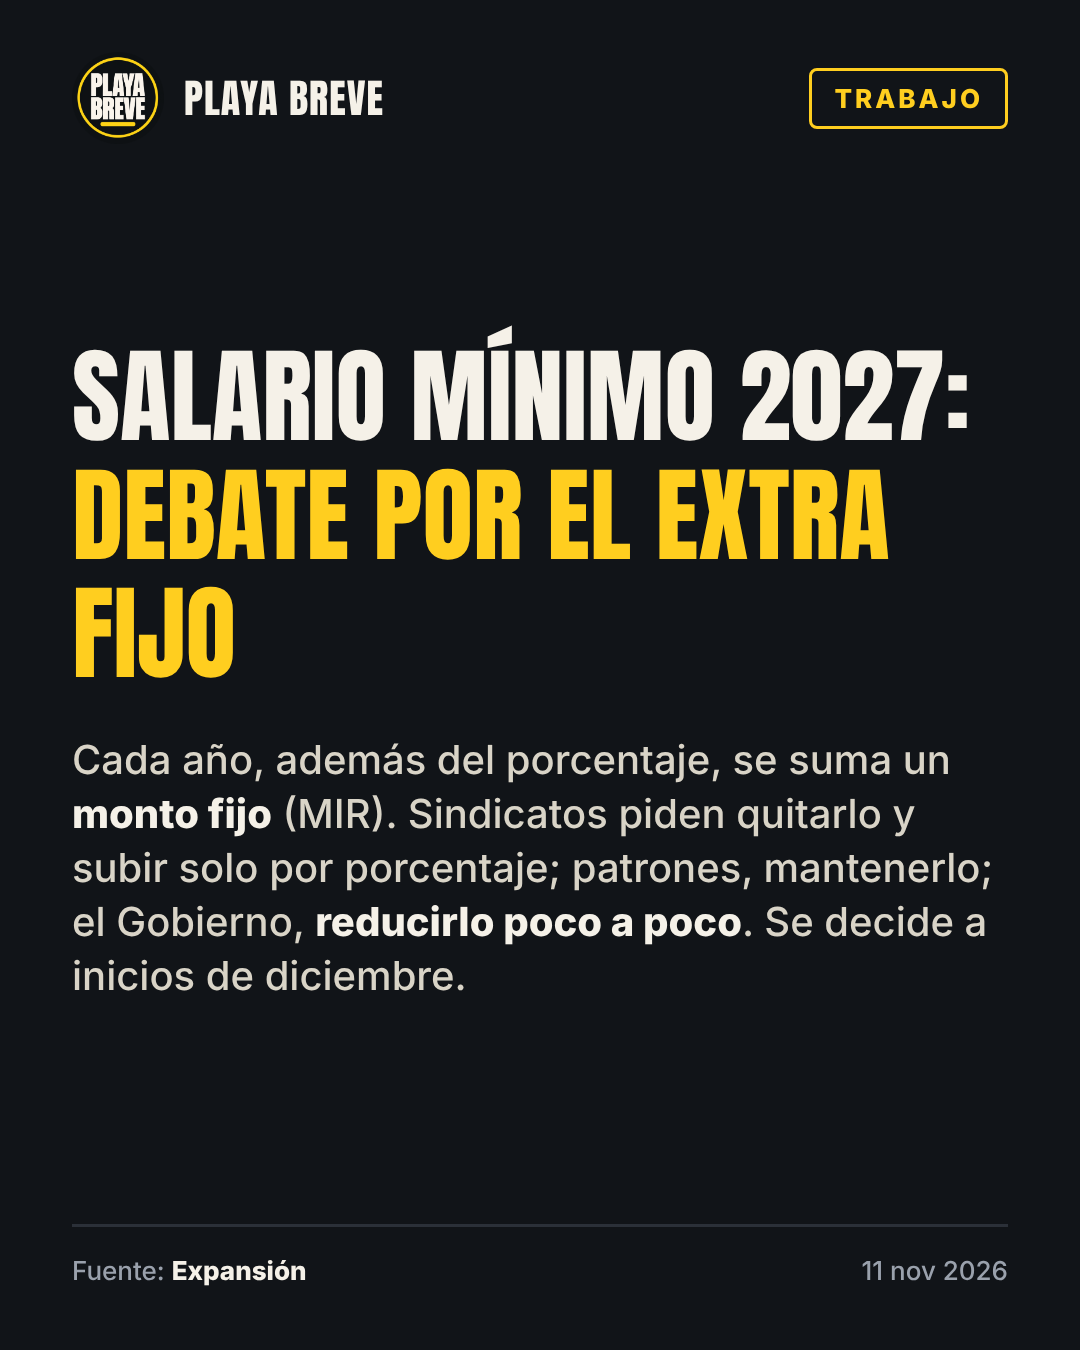 PLAYA
BREVE
PLAYA BREVE
TRABAJO
SALARIO MÍNIMO 2027:
DEBATE POR EL EXTRA
FIJO
Cada año, además del porcentaje, se suma un
monto fijo (MIR). Sindicatos piden quitarlo y
subir solo por porcentaje; patrones, mantenerlo;
el Gobierno, reducirlo poco a poco. Se decide a
inicios de diciembre.
Fuente: Expansión
11 nov 2026